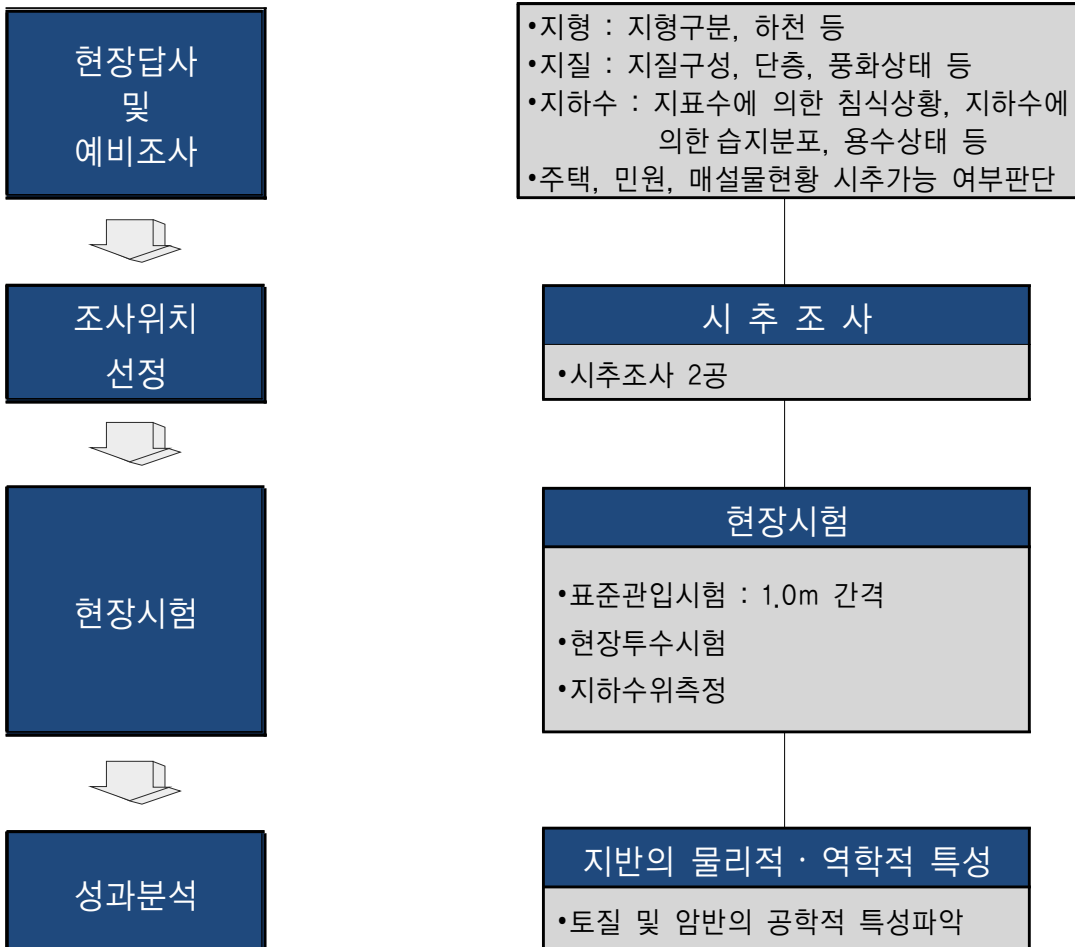 현장답사
및
예비조사
•지형 : 지형구분, 하천 등
•지질 : 지질구성, 단층, 풍화상태 등
•지하수 : 지표수에 의한 침식상황, 지하수에
의한 습지분포, 용수상태 등
•주택, 민원, 매설물현황 시추가능 여부판단
조사위치
선정
시 추 조 사
•시추조사 2공
현장시험
현장시험
•표준관입시험 : 1.0m 간격
•현장투수시험
•지하수위측정
성과분석
지반의 물리적 · 역학적 특성
•토질 및 암반의 공학적 특성파악